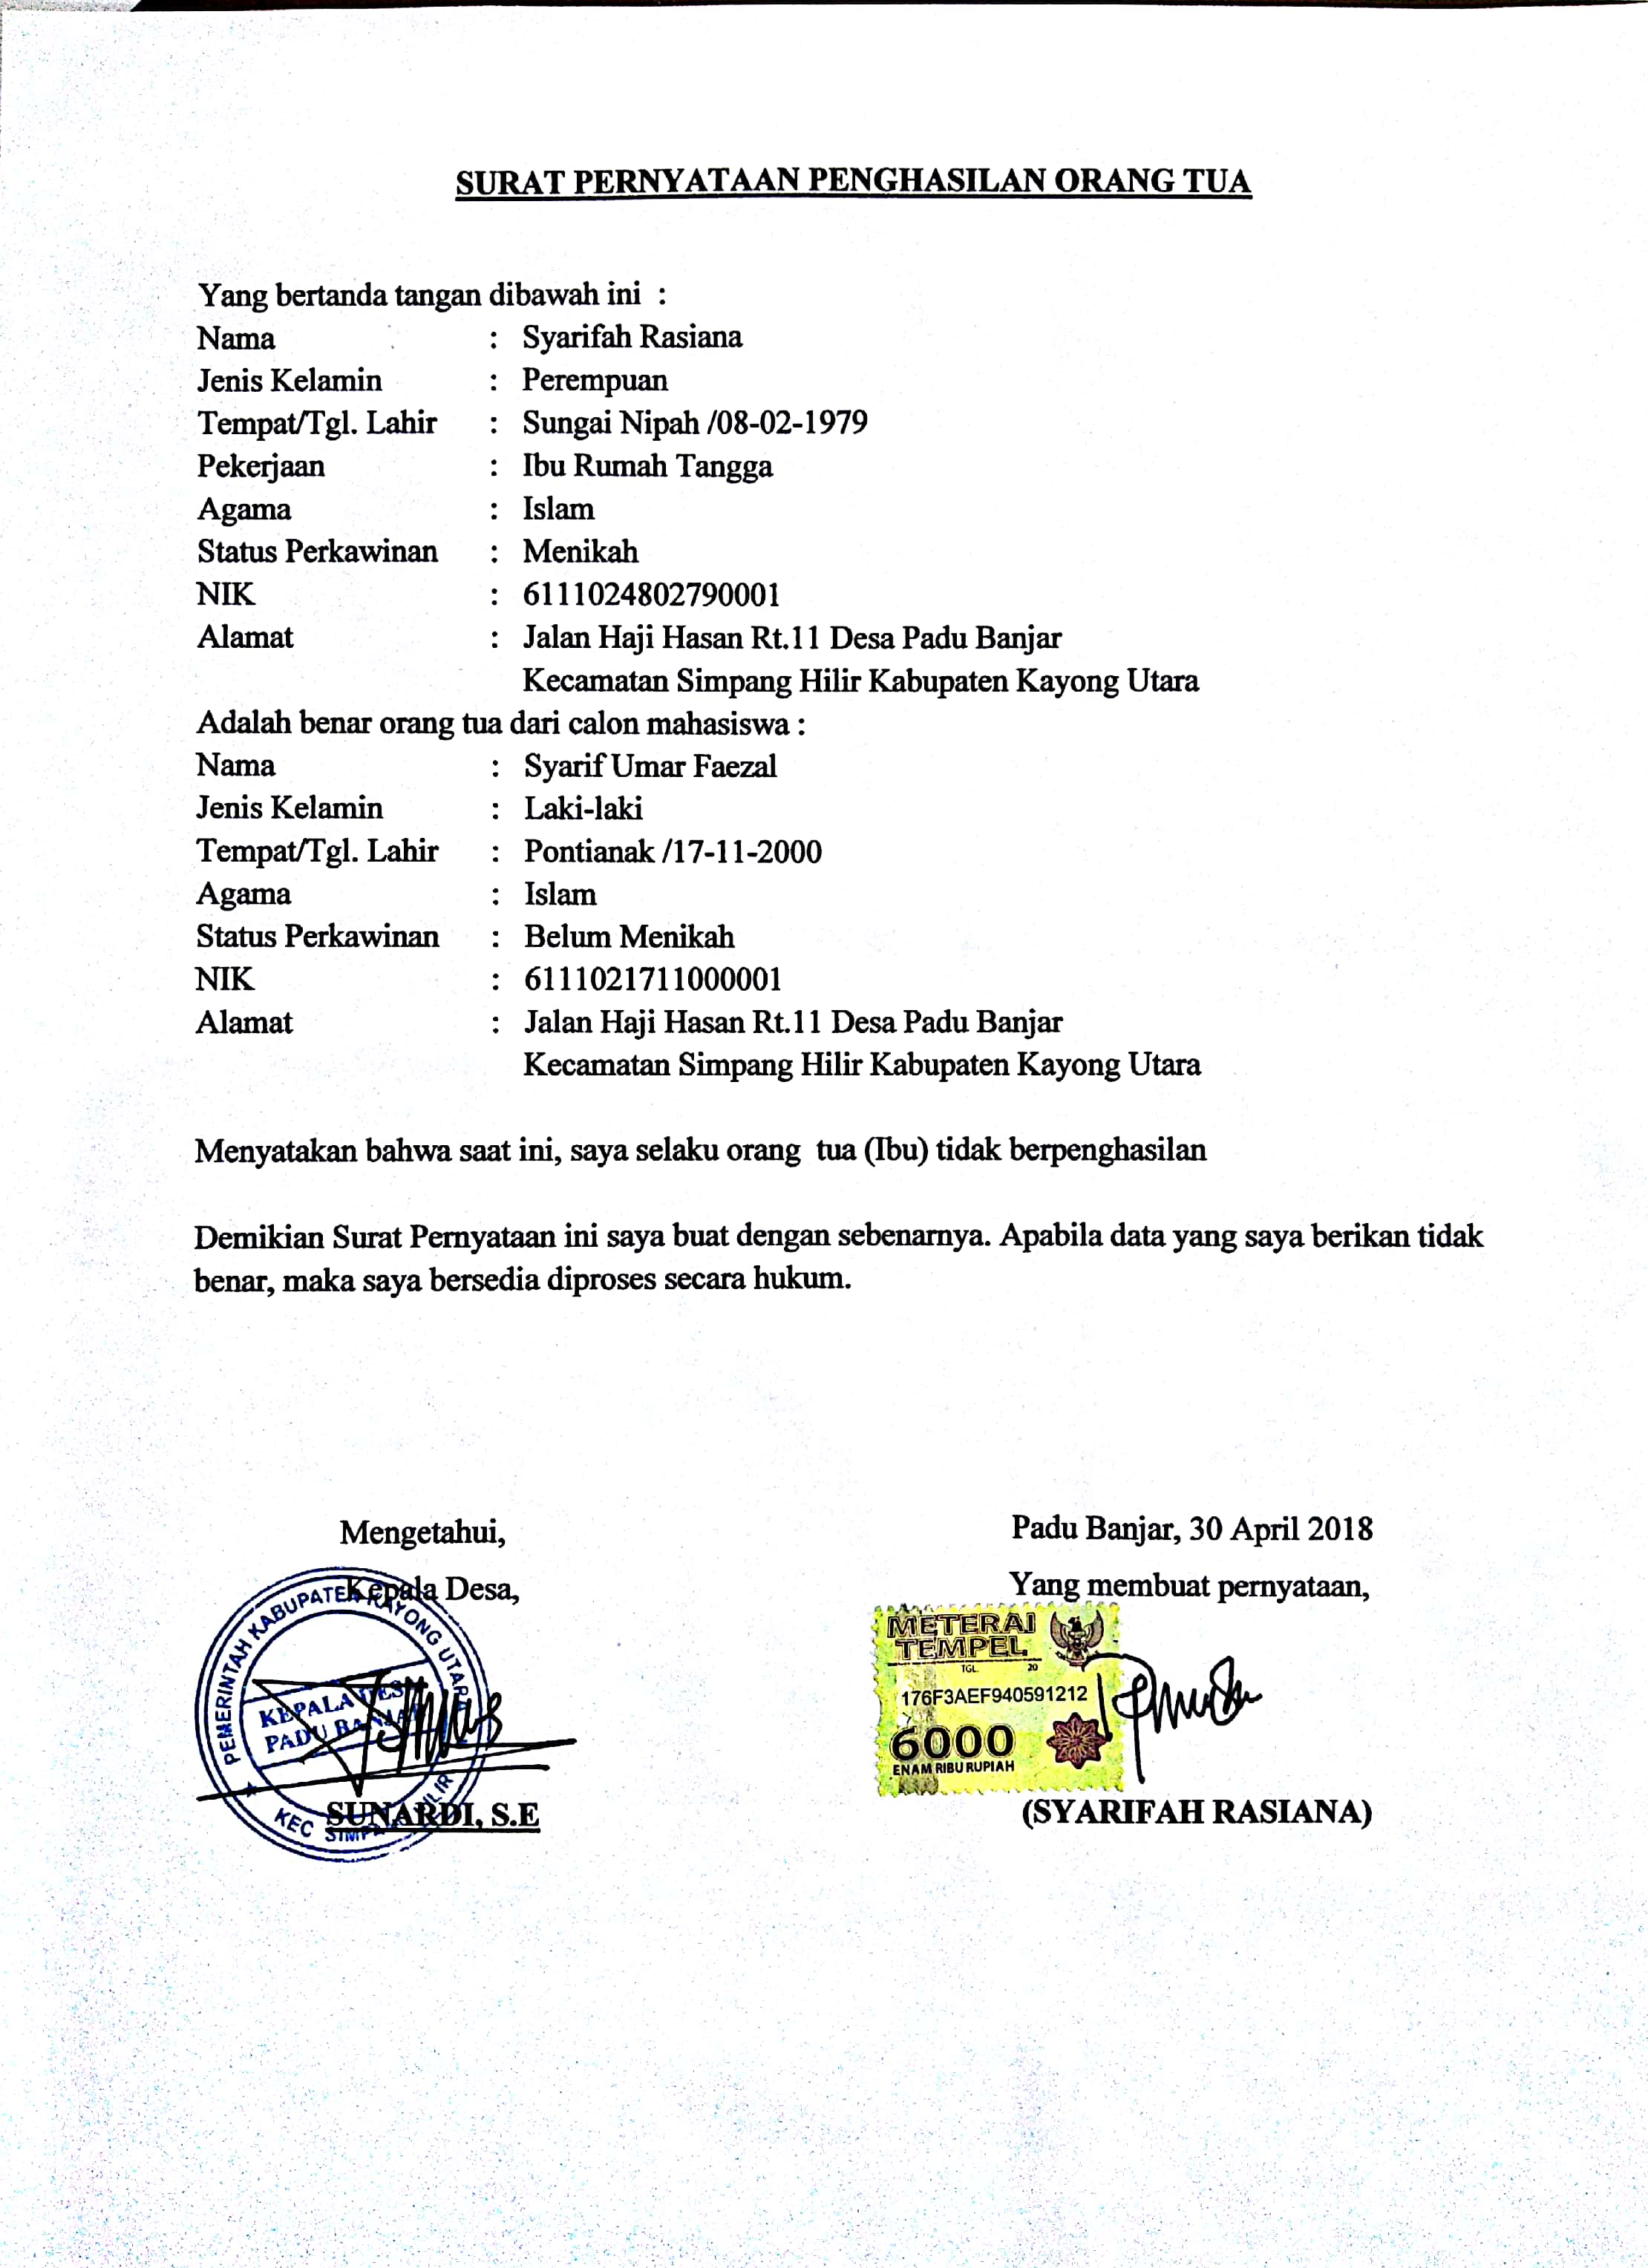 SURAT PERNYATAAN PENGHASILAN ORANG TUA
Yang bertanda tangan dibawah ini :
Nama : Syarifah Rasiana
Jenis Kelamin : Perempuan
Tempat/Tgl. Lahir : Sungai Nipah /08-02-1979
Pekerjaan : Ibu Rumah Tangga
Agama : Islam
Status Perkawinan : Menikah
NIK : 6111024802790001
Alamat : Jalan Haji Hasan Rt.11 Desa Padu Banjar
Kecamatan Simpang Hilir Kabupaten Kayong Utara
Adalah benar orang tua dari calon mahasiswa :
Nama : Syarif Umar Faezal
Jenis Kelamin : Laki-laki
Tempat/Tgl. Lahir : Pontianak /17-11-2000
Agama : Islam
Status Perkawinan : Belum Menikah
NIK : 6111021711000001
Alamat : Jalan Haji Hasan Rt.11 Desa Padu Banjar
Kecamatan Simpang Hilir Kabupaten Kayong Utara
Menyatakan bahwa saat ini, saya selaku orang tua (Ibu) tidak berpenghasilan
Demikian Surat Pernyataan ini saya buat dengan sebenarnya. Apabila data yang saya berikan tidak
benar, maka saya bersedia diproses secara hukum.
Mengetahui,
Kepala Desa,
PEMERINTAH KABUPATEN KAYONG UTARA
KEPALA DESA
PADU BANJAR
KEC SIMPANG HILIR
SUNARDI, S.E
Padu Banjar, 30 April 2018
Yang membuat pernyataan,
METERAI
TEMPEL
TGL. 20
176F3AEF940591212
6000
ENAM RIBU RUPIAH
(SYARIFAH RASIANA)